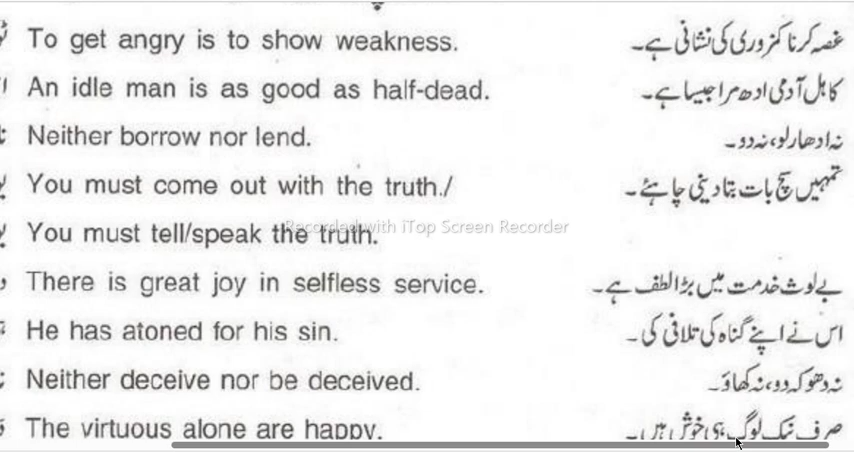 To get angry is to show weakness. غصہ کرنا کمزوری کی نشانی ہے۔
An idle man is as good as half-dead. کاہل آدمی ادھ مرا جیسا ہے۔
Neither borrow nor lend. نہ ادھار لو، نہ دو۔
You must come out with the truth./ تمہیں سچ بات بتا دینی چاہئے۔
Recorded with iTop Screen Recorder
You must tell/speak the truth.
There is great joy in selfless service. بے لوث خدمت میں بڑا لطف ہے۔
He has atoned for his sin. اس نے اپنے گناہ کی تلافی کی۔
Neither deceive nor be deceived. نہ دھوکہ دو، نہ کھاؤ۔
The virtuous alone are happy. صرف نیک لوگ ہی خوش ہیں۔